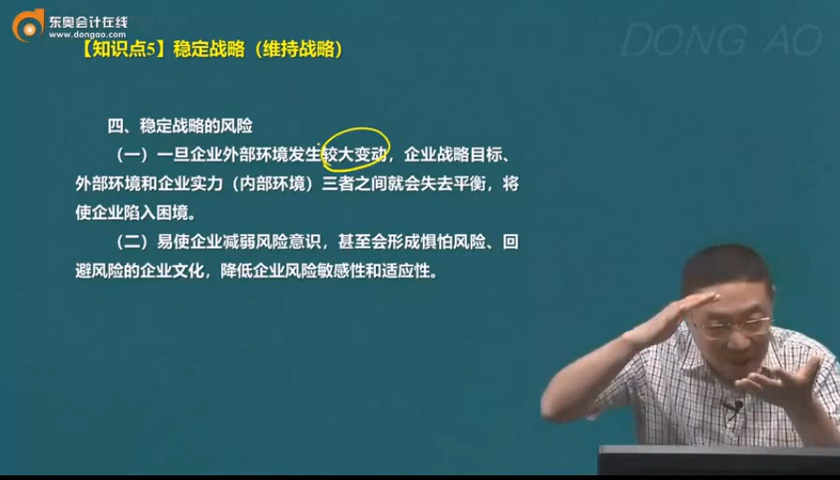 东奥会计在线
www.dongao.com
DONG AO
【知识点5】稳定战略（维持战略）
四、稳定战略的风险
（一）一旦企业外部环境发生较大变动，企业战略目标、
外部环境和企业实力（内部环境）三者之间就会失去平衡，将
使企业陷入困境。
（二）易使企业减弱风险意识，甚至会形成惧怕风险、回
避风险的企业文化，降低企业风险敏感性和适应性。